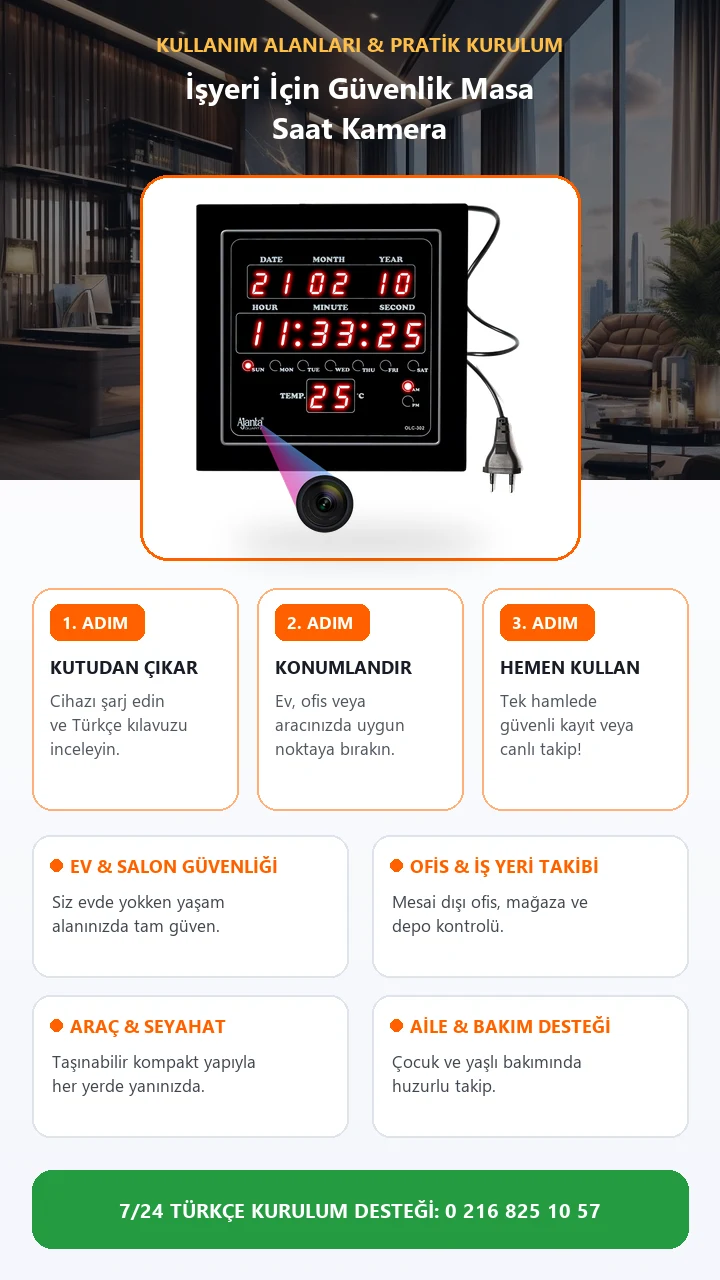 KULLANIM ALANLARI & PRATİK KURULUM
İşyeri İçin Güvenlik Masa
Saat Kamera
DATE MONTH YEAR
21 02 10
HOUR MINUTE SECOND
11:33:25
SUN MON TUE WED THU FRI SAT
TEMP. 25 °C
AM
PM
Ajanta
QUARTZ
OLC-302
1. ADIM
KUTUDAN ÇIKAR
Cihazı şarj edin
ve Türkçe kılavuzu
inceleyin.
2. ADIM
KONUMLANDIR
Ev, ofis veya
aracınızda uygun
noktaya bırakın.
3. ADIM
HEMEN KULLAN
Tek hamlede
güvenli kayıt veya
canlı takip!
EV & SALON GÜVENLİĞİ
Siz evde yokken yaşam
alanınızda tam güven.
OFİS & İŞ YERİ TAKİBİ
Mesai dışı ofis, mağaza ve
depo kontrolü.
ARAÇ & SEYAHAT
Taşınabilir kompakt yapıyla
her yerde yanınızda.
AİLE & BAKIM DESTEĞİ
Çocuk ve yaşlı bakımında
huzurlu takip.
7/24 TÜRKÇE KURULUM DESTEĞİ: 0 216 825 10 57